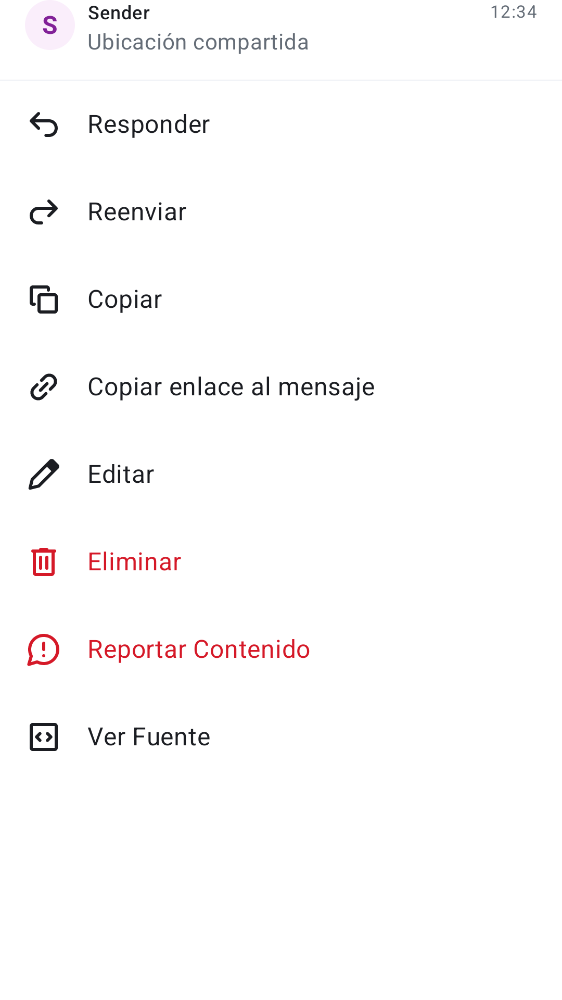 S
Sender
12:34
Ubicación compartida
Responder
Reenviar
Copiar
Copiar enlace al mensaje
Editar
Eliminar
Reportar Contenido
Ver Fuente